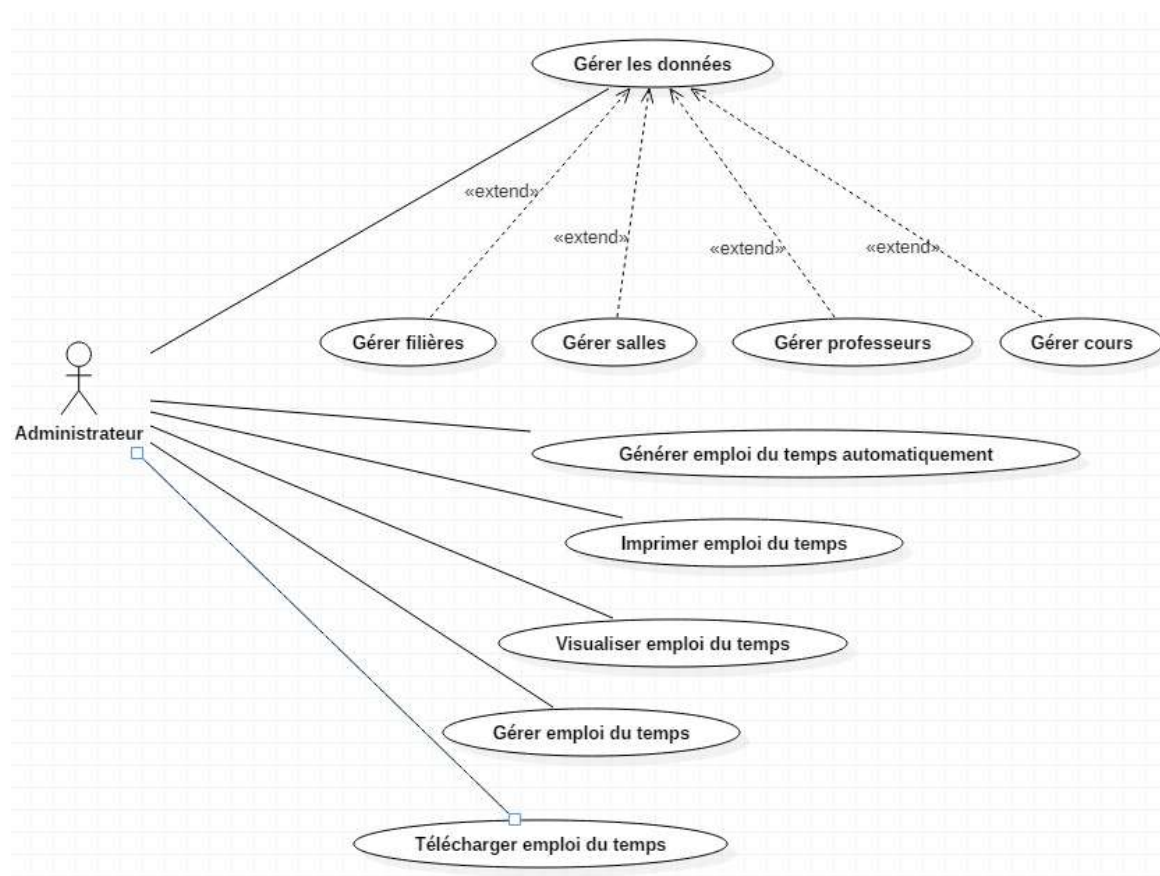 Gérer les données
«extend»
«extend»
«extend»
«extend»
Gérer filières
Gérer salles
Gérer professeurs
Gérer cours
Administrateur
Générer emploi du temps automatiquement
Imprimer emploi du temps
Visualiser emploi du temps
Gérer emploi du temps
Télécharger emploi du temps